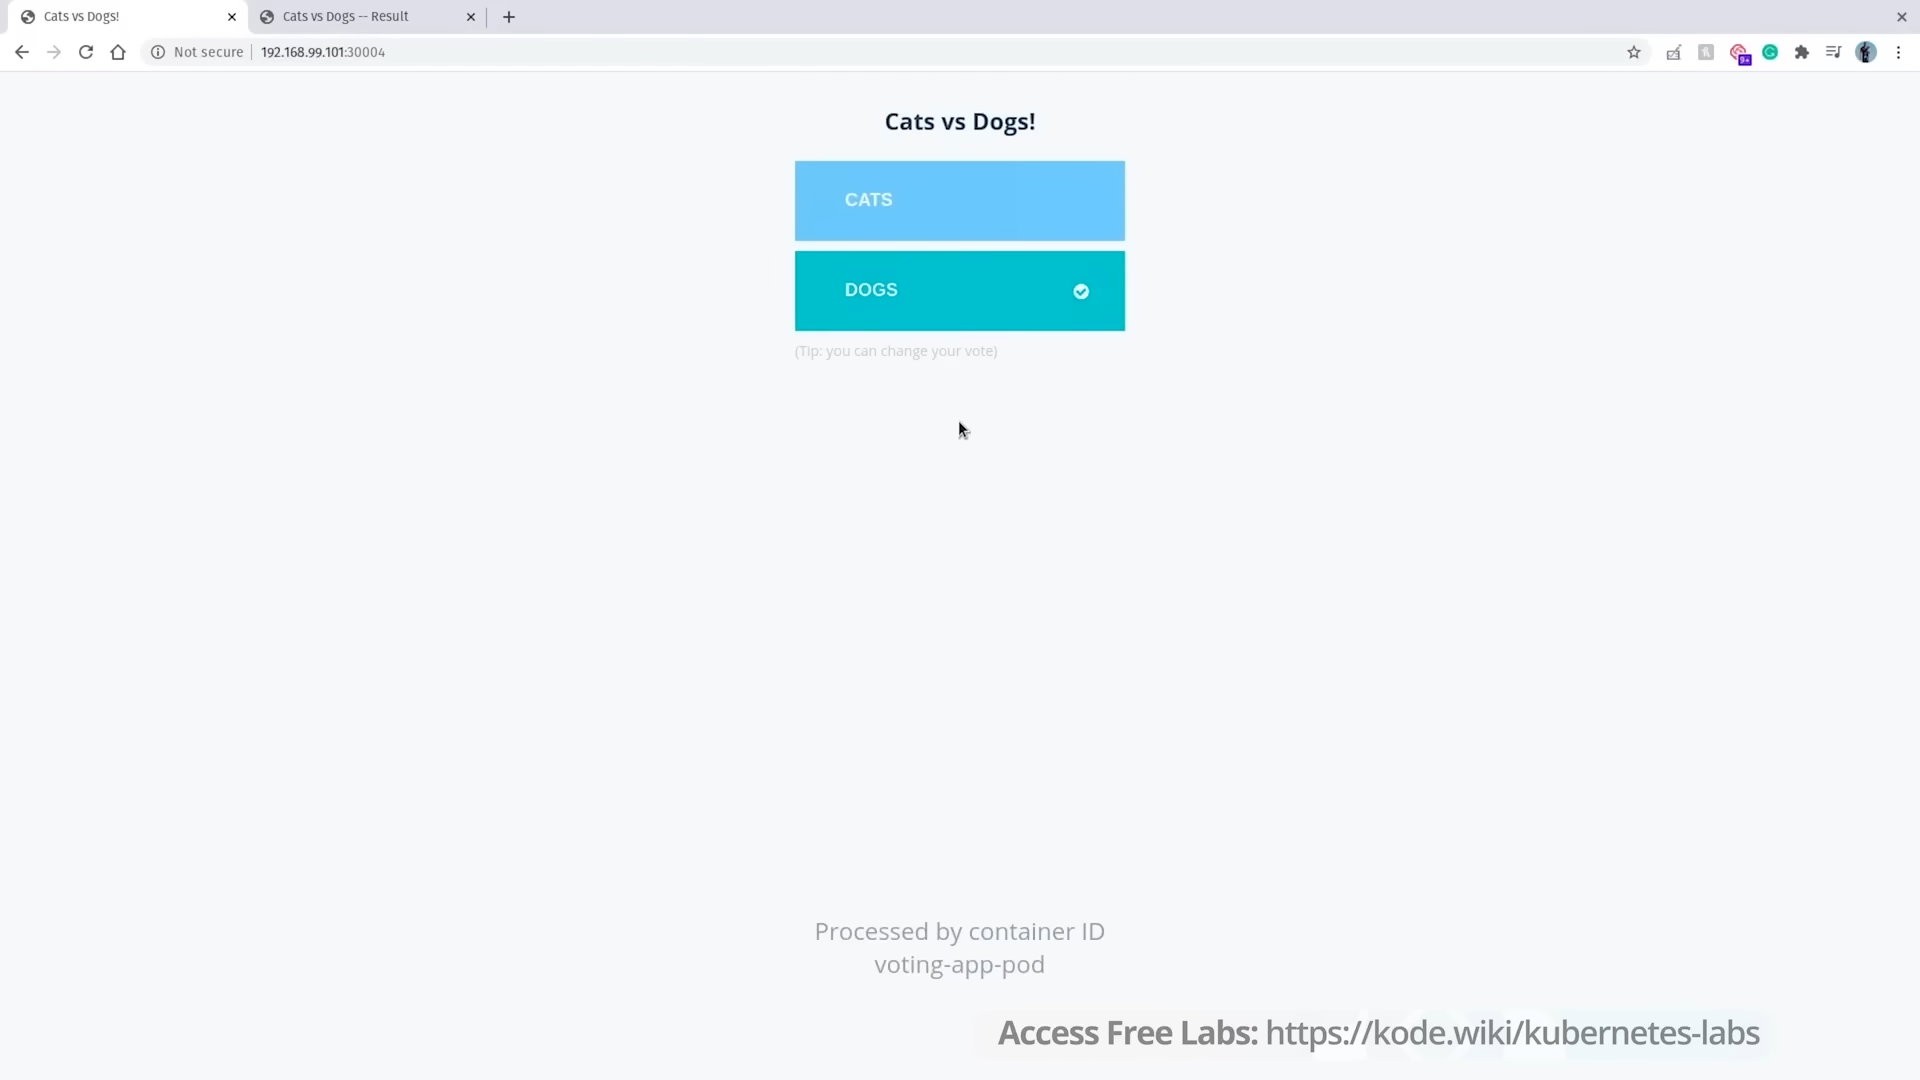 Cats vs Dogs!
Cats vs Dogs -- Result
Not secure
192.168.99.101:30004
9+
Cats vs Dogs!
CATS
DOGS
(Tip: you can change your vote)
Processed by container ID
voting-app-pod
Access Free Labs: https://kode.wiki/kubernetes-labs